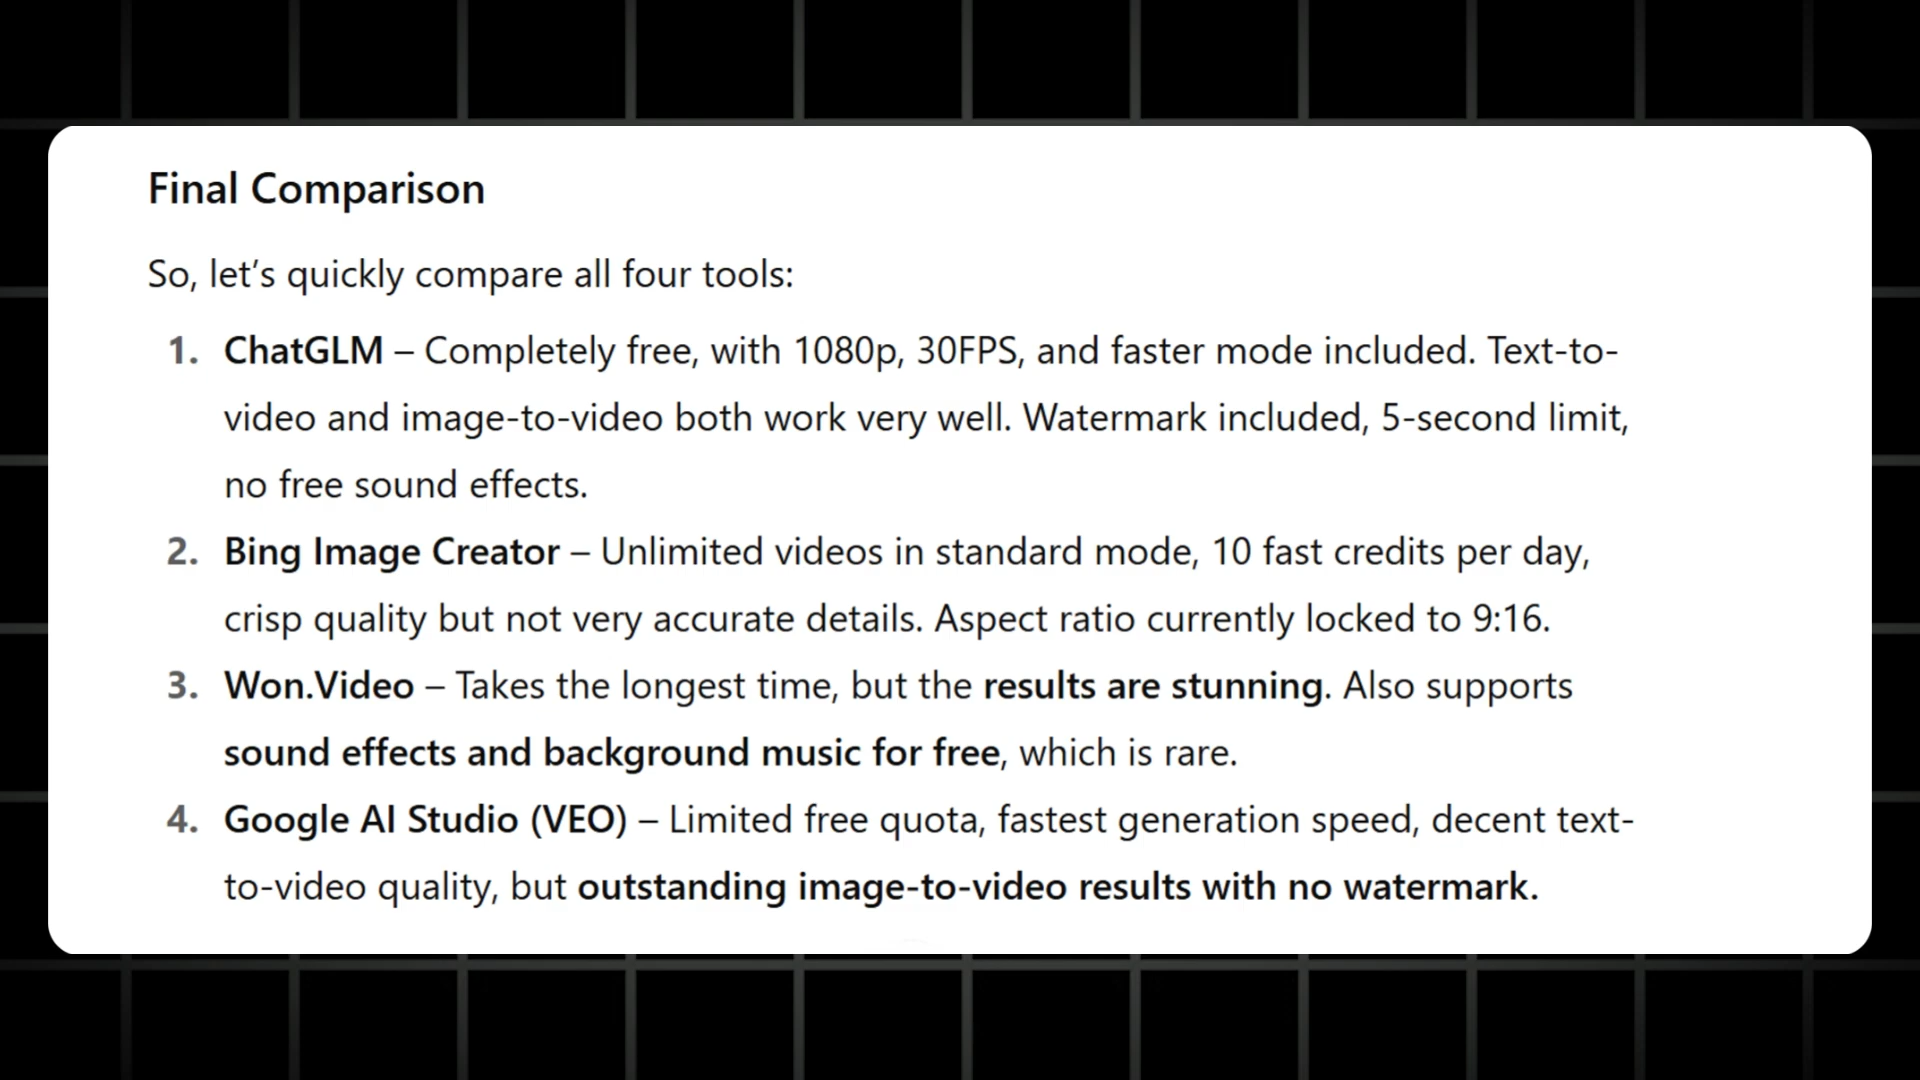 Final Comparison
So, let’s quickly compare all four tools:
1. ChatGLM – Completely free, with 1080p, 30FPS, and faster mode included. Text-to-
video and image-to-video both work very well. Watermark included, 5-second limit,
no free sound effects.
2. Bing Image Creator – Unlimited videos in standard mode, 10 fast credits per day,
crisp quality but not very accurate details. Aspect ratio currently locked to 9:16.
3. Won.Video – Takes the longest time, but the results are stunning. Also supports
sound effects and background music for free, which is rare.
4. Google AI Studio (VEO) – Limited free quota, fastest generation speed, decent text-
to-video quality, but outstanding image-to-video results with no watermark.